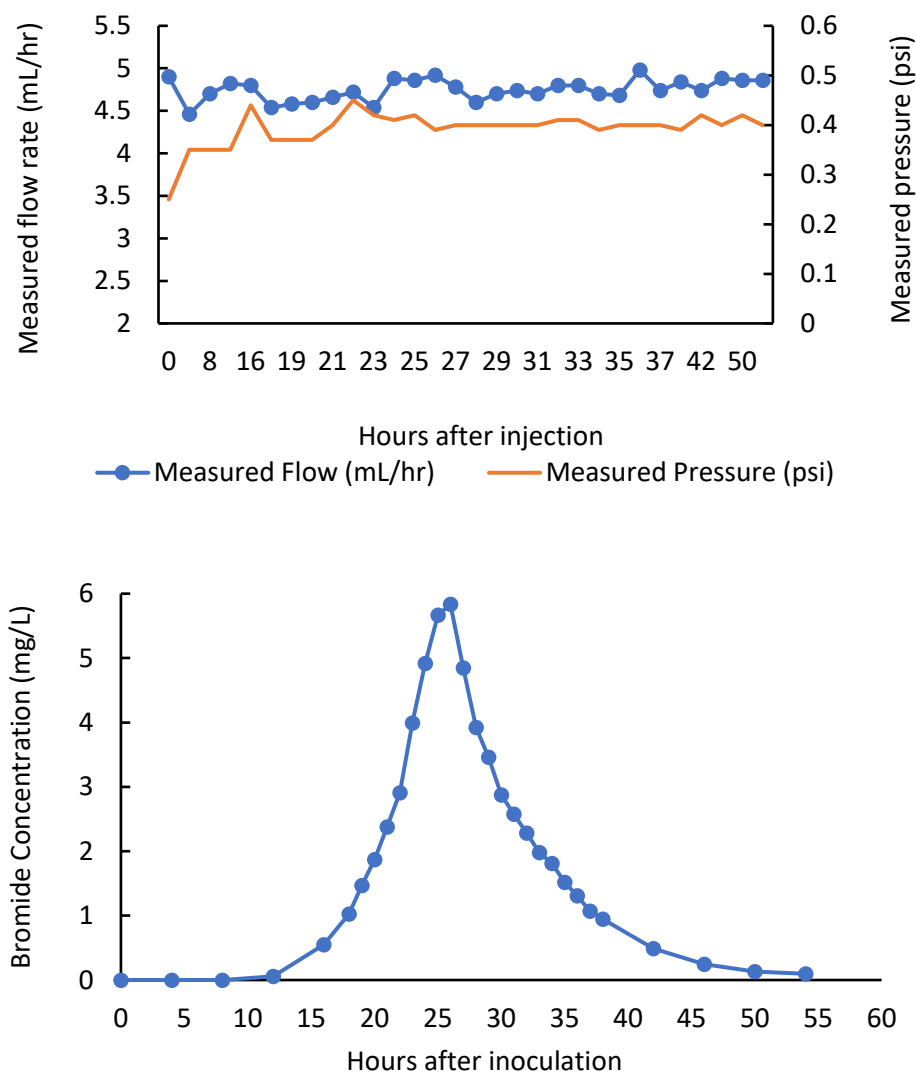 Measured flow rate (mL/hr)
5.5
5
4.5
4
3.5
3
2.5
2
0.6
0.5
0.4
0.3
0.2
0.1
0
Measured pressure (psi)
0 8 16 19 21 23 25 27 29 31 33 35 37 42 50
Hours after injection
Measured Flow (mL/hr) Measured Pressure (psi)
Bromide Concentration (mg/L)
6
5
4
3
2
1
0
0 5 10 15 20 25 30 35 40 45 50 55 60
Hours after inoculation